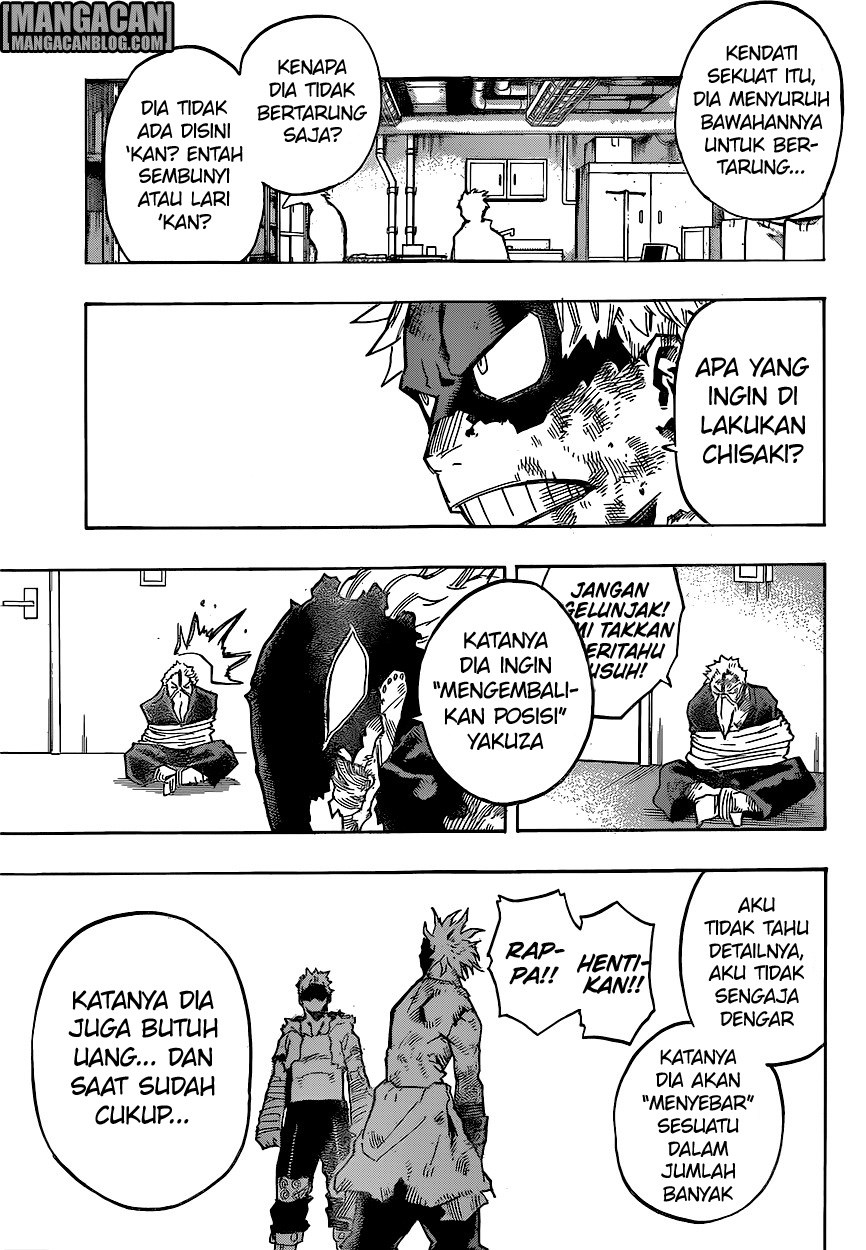 MANGACAN
MANGACANBLOG.COM
KENDATI
SEKUAT ITU,
DIA MENYURUH
BAWAHANNYA
UNTUK BER-
TARUNG...
KENAPA
DIA TIDAK
BERTARUNG
SAJA?
DIA TIDAK
ADA DISINI
'KAN? ENTAH
SEMBUNYI
ATAU LARI
'KAN?
APA YANG
INGIN DI
LAKUKAN
CHISAKI?
JANGAN
GELUNJAK!
TAKKAN
KATANYA
DIA INGIN
"MENGEMBALI-
KAN POSISI"
YAKUZA
AKU
TIDAK TAHU
DETAILNYA,
AKU TIDAK
SENGAJA
DENGAR
HENTI-
KAN!!
RAP-
PA!!
KATANYA
DIA AKAN
"MENYEBAR"
SESUATU
DALAM
JUMLAH
BANYAK
KATANYA DIA
JUGA BUTUH
UANG... DAN
SAAT SUDAH
CUKUP...